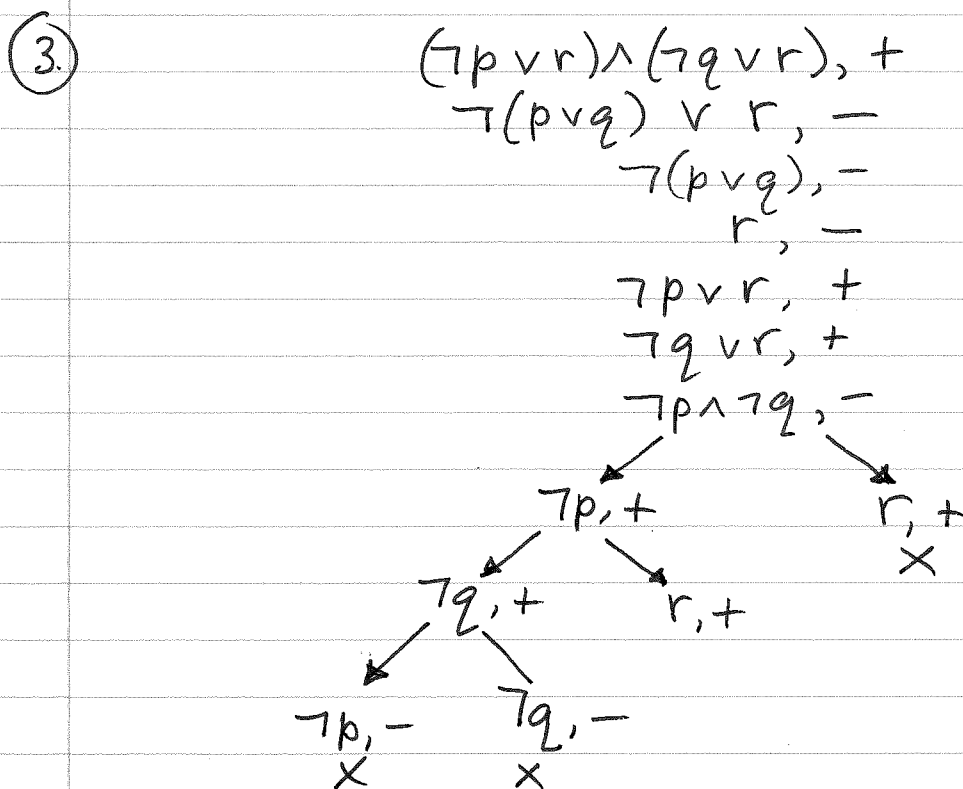 3.
(¬p ∨ r) ∧ (¬q ∨ r), +
¬(p ∨ q) ∨ r, −
¬(p ∨ q), −
r, −
¬p ∨ r, +
¬q ∨ r, +
¬p ∧ ¬q, −
¬p, + r, +
×
¬q, + r, +
¬p, − ¬q, −
× ×